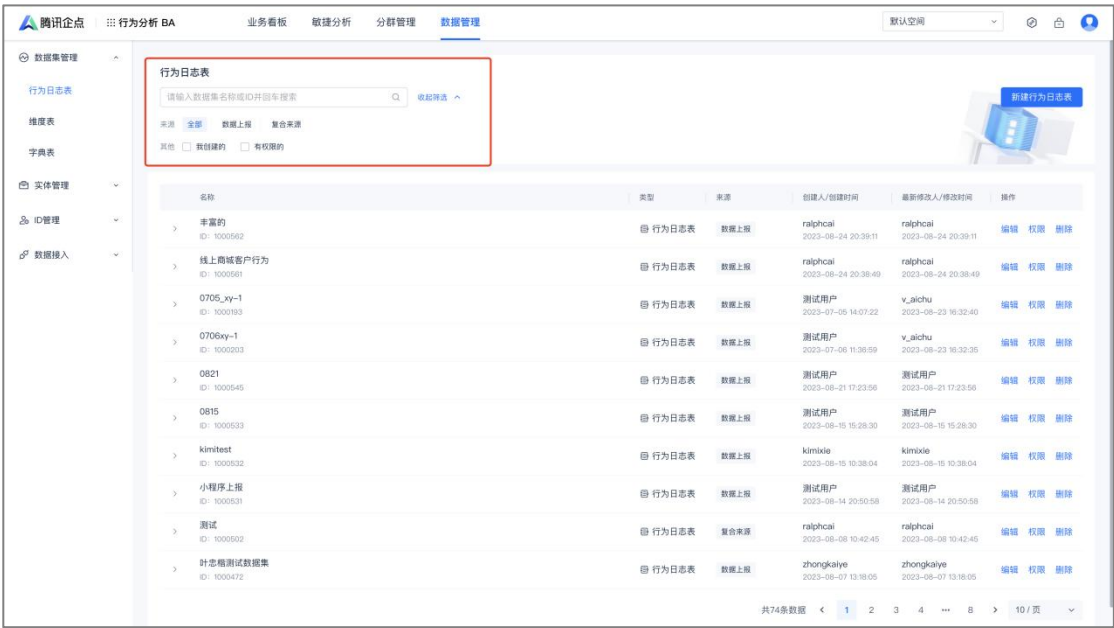 腾讯企点 行为分析 BA 业务看板 敏捷分析 分群管理 数据管理 默认空间
数据集管理
行为日志表
维度表
字典表
实体管理
ID管理
数据接入
行为日志表
请输入数据集名称或ID并回车搜索 收起筛选
来源 全部 数据上报 复合来源
其他 我创建的 有权限的
新建行为日志表
名称 类型 来源 创建人/创建时间 最新修改人/修改时间 操作
丰富的 行为日志表 数据上报 ralphcai ralphcai 编辑 权限 删除
ID: 1000562 2023-08-24 20:39:11 2023-08-24 20:39:11
线上商城客户行为 行为日志表 数据上报 ralphcai ralphcai 编辑 权限 删除
ID: 1000561 2023-08-24 20:38:49 2023-08-24 20:38:49
0705_xy-1 行为日志表 数据上报 测试用户 v_aichu 编辑 权限 删除
ID: 1000193 2023-07-05 14:07:22 2023-08-23 16:32:40
0706xy-1 行为日志表 数据上报 测试用户 v_aichu 编辑 权限 删除
ID: 1000203 2023-07-06 11:36:59 2023-08-23 16:32:35
0821 行为日志表 数据上报 测试用户 测试用户 编辑 权限 删除
ID: 1000545 2023-08-21 17:23:56 2023-08-21 17:23:56
0815 行为日志表 数据上报 测试用户 测试用户 编辑 权限 删除
ID: 1000533 2023-08-15 15:28:30 2023-08-15 15:28:30
kimitest 行为日志表 数据上报 kimixie kimixie 编辑 权限 删除
ID: 1000532 2023-08-15 10:38:04 2023-08-15 10:38:04
小程序上报 行为日志表 数据上报 测试用户 测试用户 编辑 权限 删除
ID: 1000531 2023-08-14 20:50:58 2023-08-14 20:50:58
测试 行为日志表 复合来源 ralphcai ralphcai 编辑 权限 删除
ID: 1000502 2023-08-08 10:42:45 2023-08-08 10:42:45
叶忠楷测试数据集 行为日志表 数据上报 zhongkaiye zhongkaiye 编辑 权限 删除
ID: 1000472 2023-08-07 13:18:05 2023-08-07 13:18:05
共74条数据 1 2 3 4 ··· 8 10 / 页